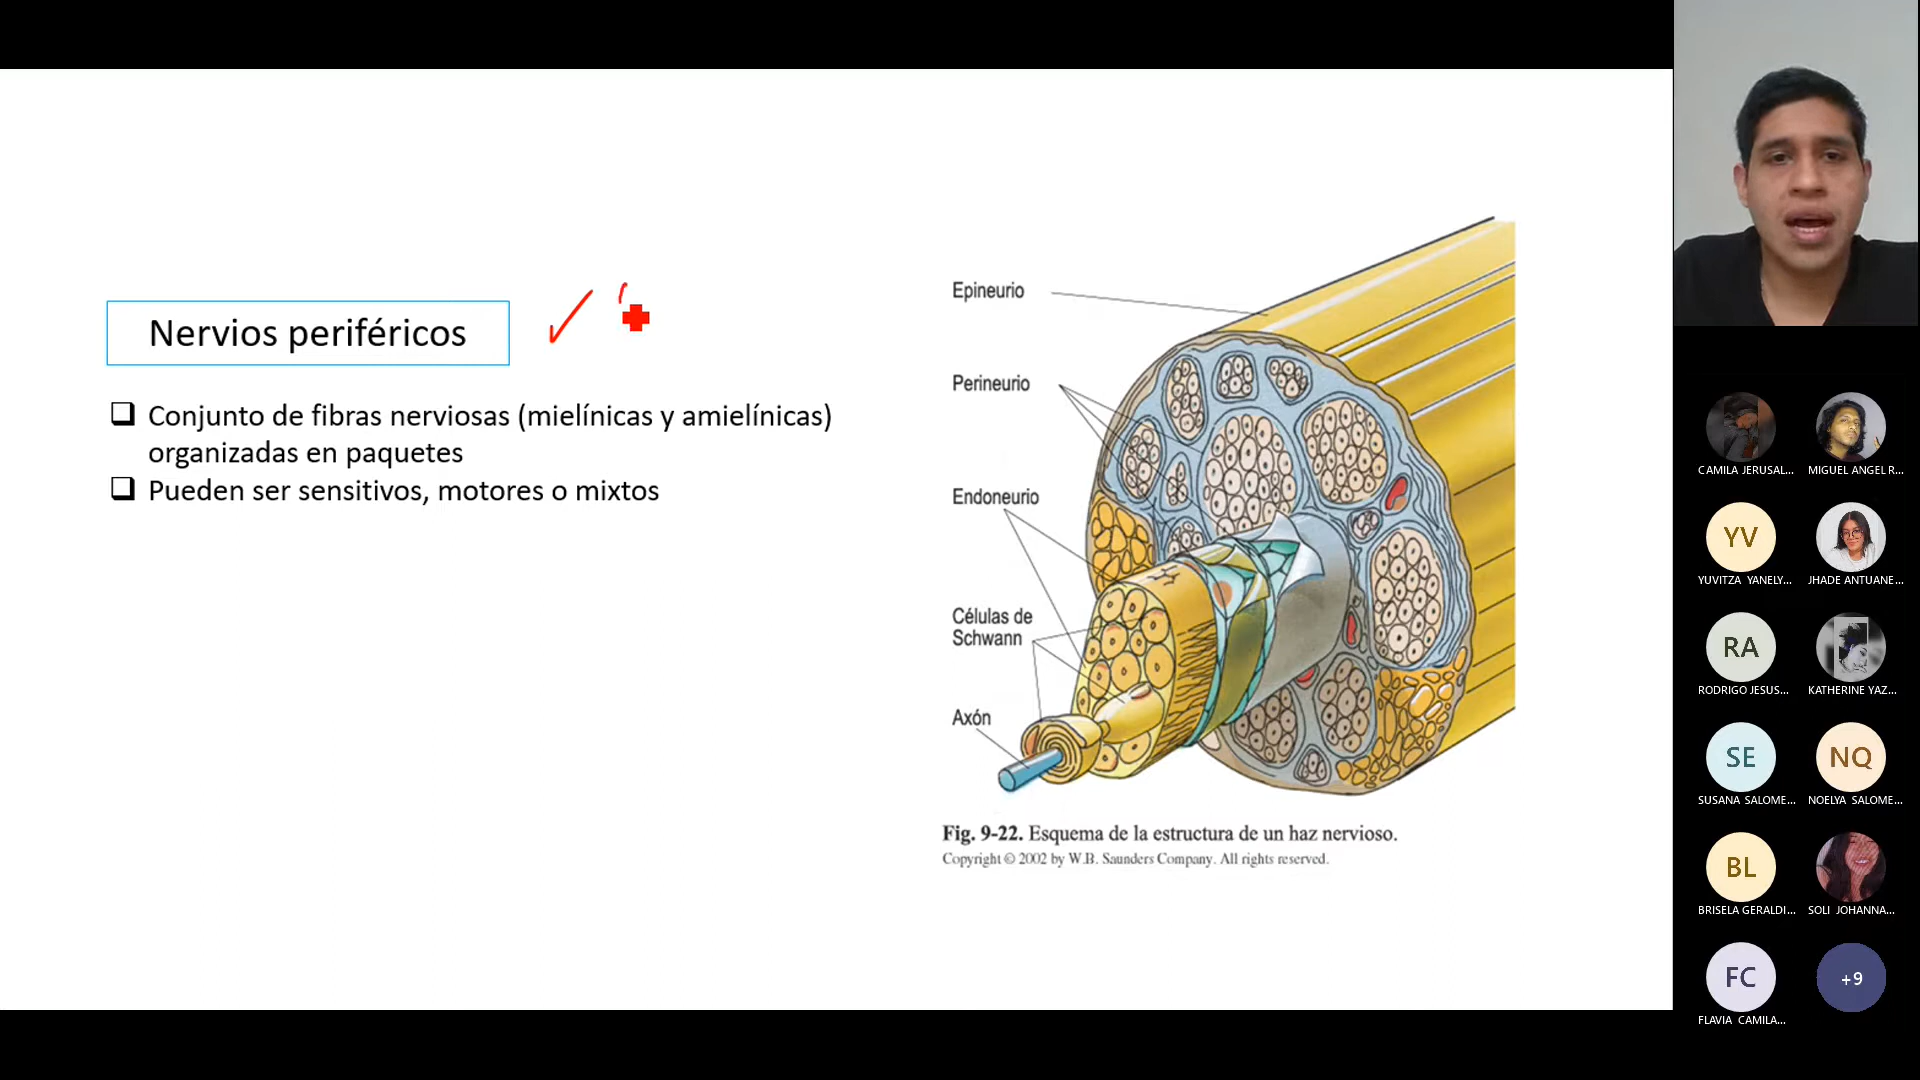 Nervios periféricos
Conjunto de fibras nerviosas (mielínicas y amielínicas)
organizadas en paquetes
Pueden ser sensitivos, motores o mixtos
Epineurio
Perineurio
Endoneurio
Células de
Schwann
Axón
Fig. 9-22. Esquema de la estructura de un haz nervioso.
Copyright © 2002 by W.B. Saunders Company. All rights reserved.
CAMILA JERUSAL...
MIGUEL ANGEL R...
YV
YUVITZA YANELY...
JHADE ANTUANE...
RA
RODRIGO JESUS...
KATHERINE YAZ...
SE
SUSANA SALOME...
NQ
NOELYA SALOME...
BL
BRISELA GERALDI...
SOLI JOHANNA...
FC
FLAVIA CAMILA...
+9